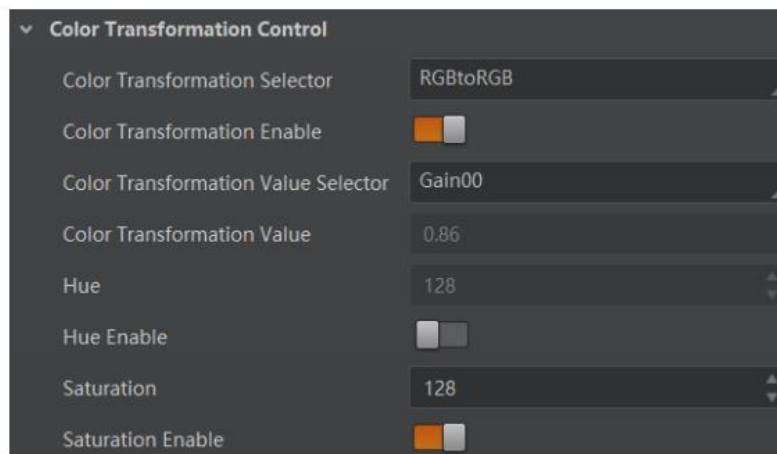 Color Transformation Control
Color Transformation Selector RGBtoRGB
Color Transformation Enable
Color Transformation Value Selector Gain00
Color Transformation Value 0.86
Hue 128
Hue Enable
Saturation 128
Saturation Enable